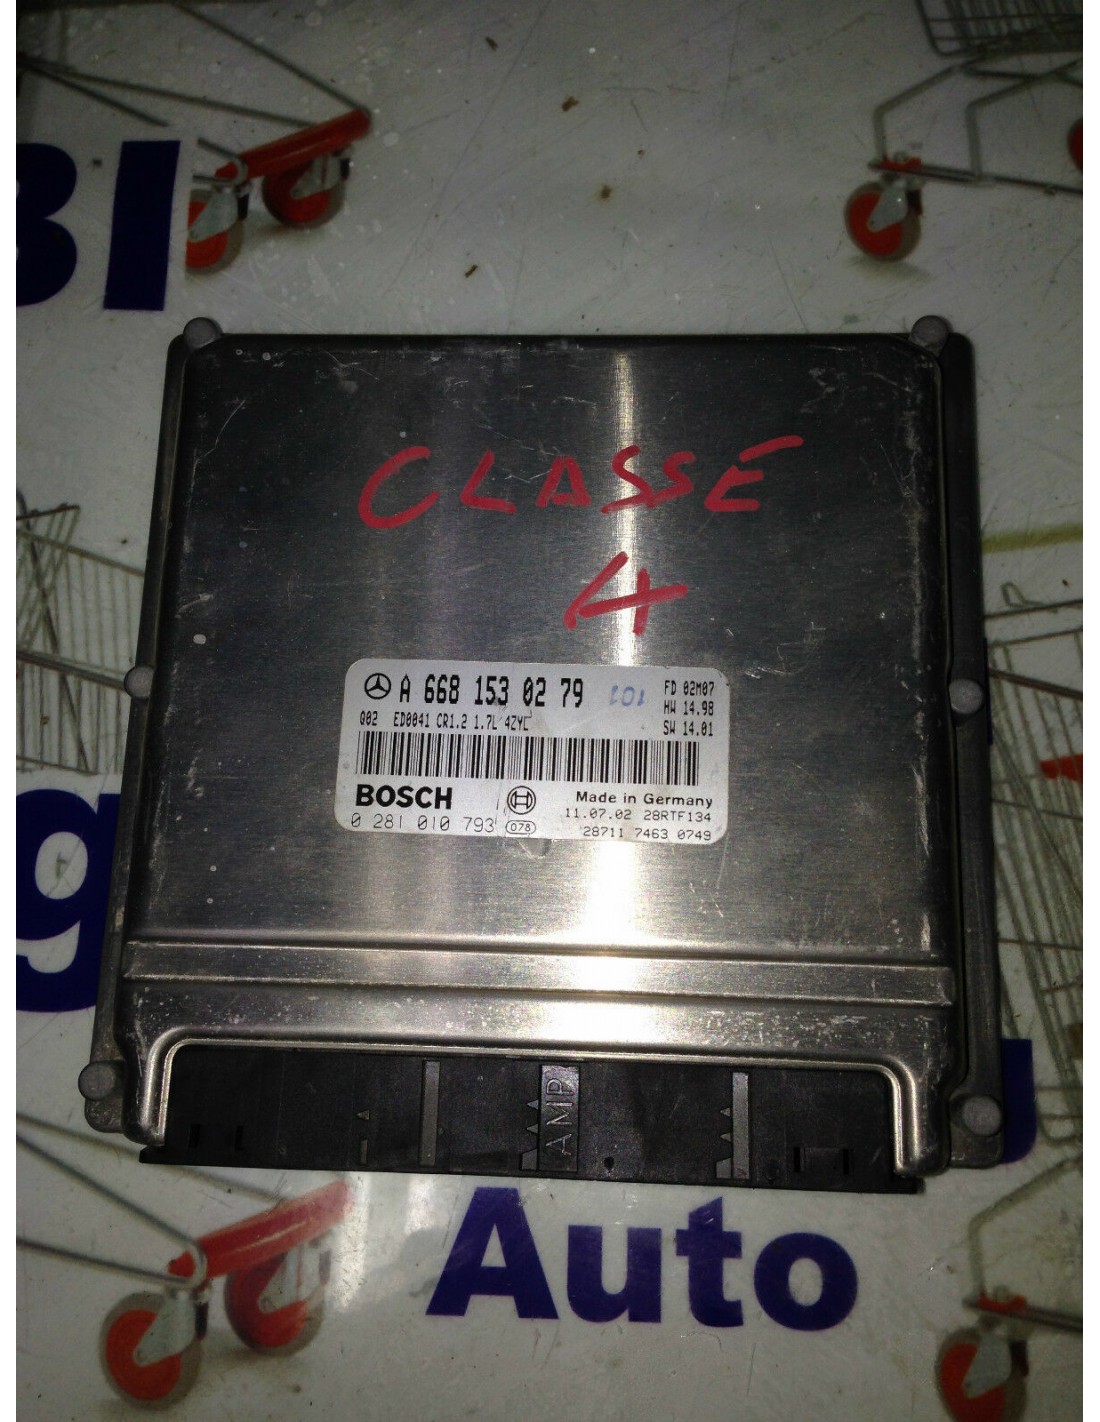 BI
CLASSE
A
A 668 153 02 79 101
FD 02M07
HW 14.98
Q02 ED0041 CR1.2 1.7L 4ZYL
SW 14.01
BOSCH
Made in Germany
0 281 010 793 078
11.07.02 28RTF134
28711 7463 0749
g
AMP
Auto